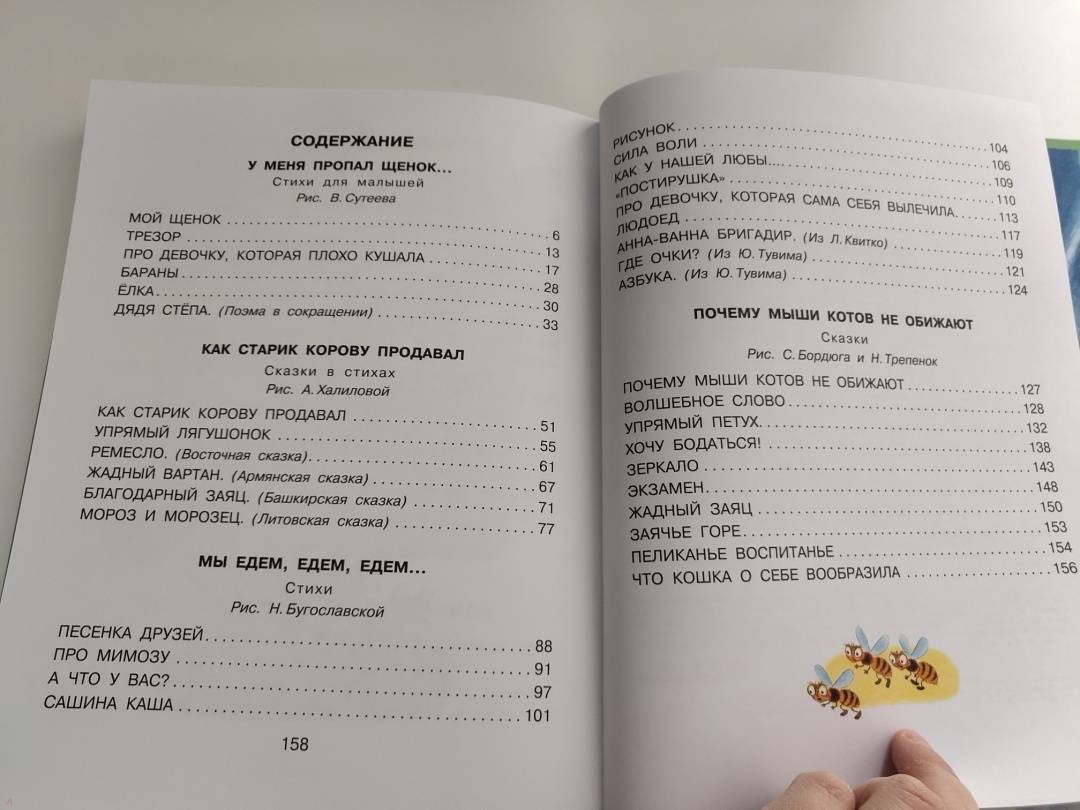 СОДЕРЖАНИЕ
У МЕНЯ ПРОПАЛ ЩЕНОК...
Стихи для малышей
Рис. В. Сутеева
МОЙ ЩЕНОК 6
ТРЕЗОР 13
ПРО ДЕВОЧКУ, КОТОРАЯ ПЛОХО КУШАЛА 17
БАРАНЫ 28
ЁЛКА 30
ДЯДЯ СТЁПА. (Поэма в сокращении) 33
КАК СТАРИК КОРОВУ ПРОДАВАЛ
Сказки в стихах
Рис. А. Халиловой
КАК СТАРИК КОРОВУ ПРОДАВАЛ 51
УПРЯМЫЙ ЛЯГУШОНОК 55
РЕМЕСЛО. (Восточная сказка) 61
ЖАДНЫЙ ВАРТАН. (Армянская сказка) 67
БЛАГОДАРНЫЙ ЗАЯЦ. (Башкирская сказка) 71
МОРОЗ И МОРОЗЕЦ. (Литовская сказка) 77
МЫ ЕДЕМ, ЕДЕМ, ЕДЕМ...
Стихи
Рис. Н. Бугославской
ПЕСЕНКА ДРУЗЕЙ 88
ПРО МИМОЗУ 91
А ЧТО У ВАС? 97
САШИНА КАША 101
158
РИСУНОК 104
СИЛА ВОЛИ 106
КАК У НАШЕЙ ЛЮБЫ... 109
«ПОСТИРУШКА» 110
ПРО ДЕВОЧКУ, КОТОРАЯ САМА СЕБЯ ВЫЛЕЧИЛА 113
ЛЮДОЕД 117
АННА-ВАННА БРИГАДИР. (Из Л. Квитко) 119
ГДЕ ОЧКИ? (Из Ю. Тувима) 121
АЗБУКА. (Из Ю. Тувима) 124
ПОЧЕМУ МЫШИ КОТОВ НЕ ОБИЖАЮТ
Сказки
Рис. С. Бордюга и Н. Трепенок
ПОЧЕМУ МЫШИ КОТОВ НЕ ОБИЖАЮТ 127
ВОЛШЕБНОЕ СЛОВО 128
УПРЯМЫЙ ПЕТУХ 132
ХОЧУ БОДАТЬСЯ! 138
ЗЕРКАЛО 143
ЭКЗАМЕН 148
ЖАДНЫЙ ЗАЯЦ 150
ЗАЯЧЬЕ ГОРЕ 153
ПЕЛИКАНЬЕ ВОСПИТАНЬЕ 154
ЧТО КОШКА О СЕБЕ ВООБРАЗИЛА 156